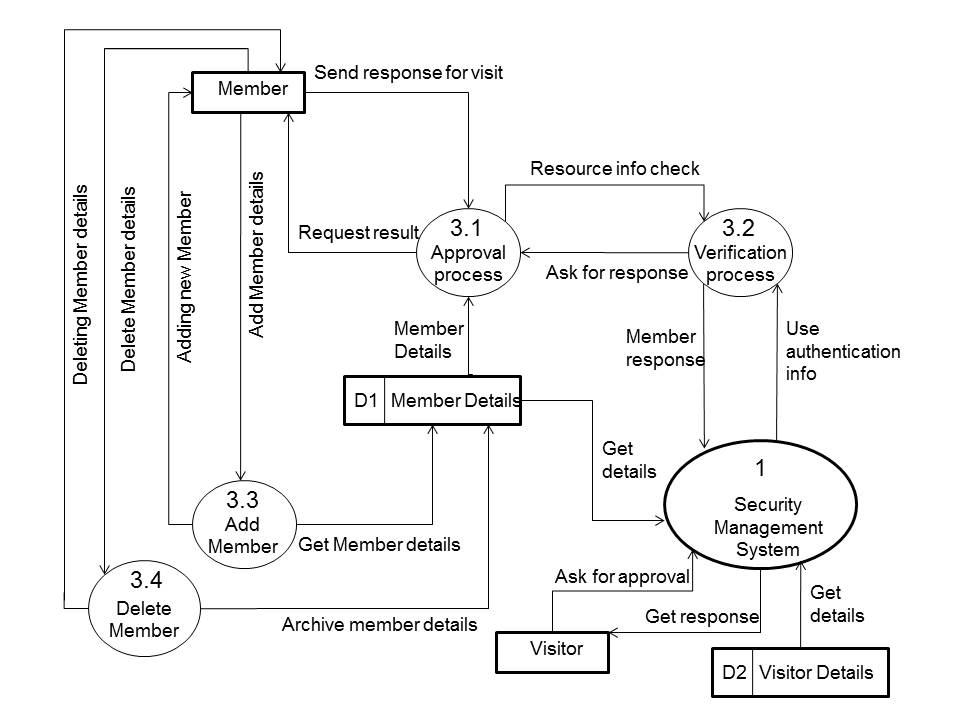 Member
Send response for visit
Resource info check
3.1
Approval
process
3.2
Verification
process
Request result
Ask for response
Deleting Member details
Delete Member details
Adding new Member
Add Member details
Member
Details
Member
response
Use
authentication
info
D1 Member Details
Get
details
1
Security
Management
System
3.3
Add
Member
Get Member details
3.4
Delete
Member
Archive member details
Ask for approval
Get response
Get
details
Visitor
D2 Visitor Details